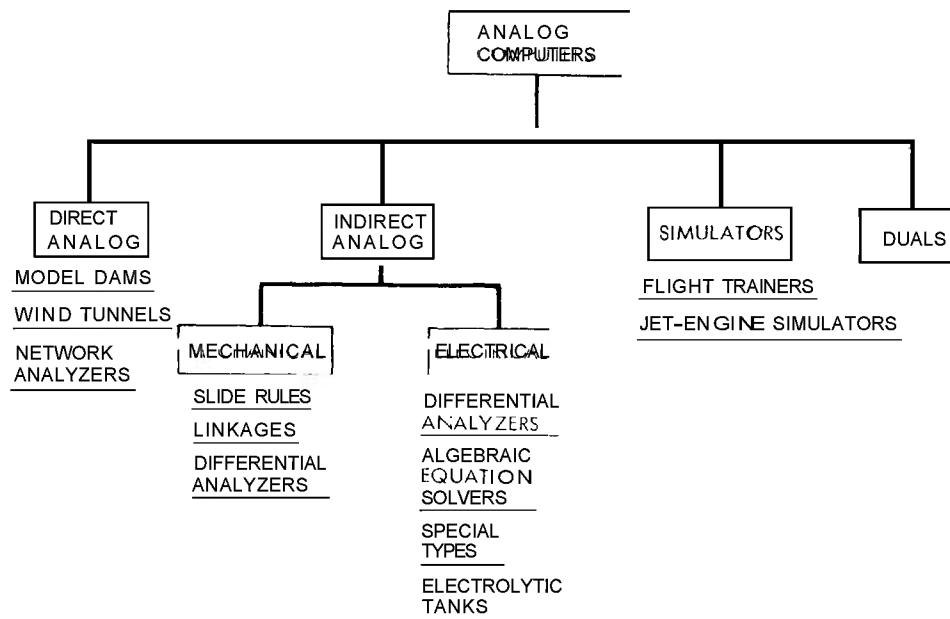 ANALOG
COMPUTERS
DIRECT
ANALOG
MODEL DAMS
WIND TUNNELS
NETWORK
ANALYZERS
INDIRECT
ANALOG
MECHANICAL
SLIDE RULES
LINKAGES
DIFFERENTIAL
ANALYZERS
ELECTRICAL
DIFFERENTIAL
ANALYZERS
ALGEBRAIC
EQUATION
SOLVERS
SPECIAL
TYPES
ELECTROLYTIC
TANKS
SIMULATORS
FLIGHT TRAINERS
JET-ENGINE SIMULATORS
DUALS